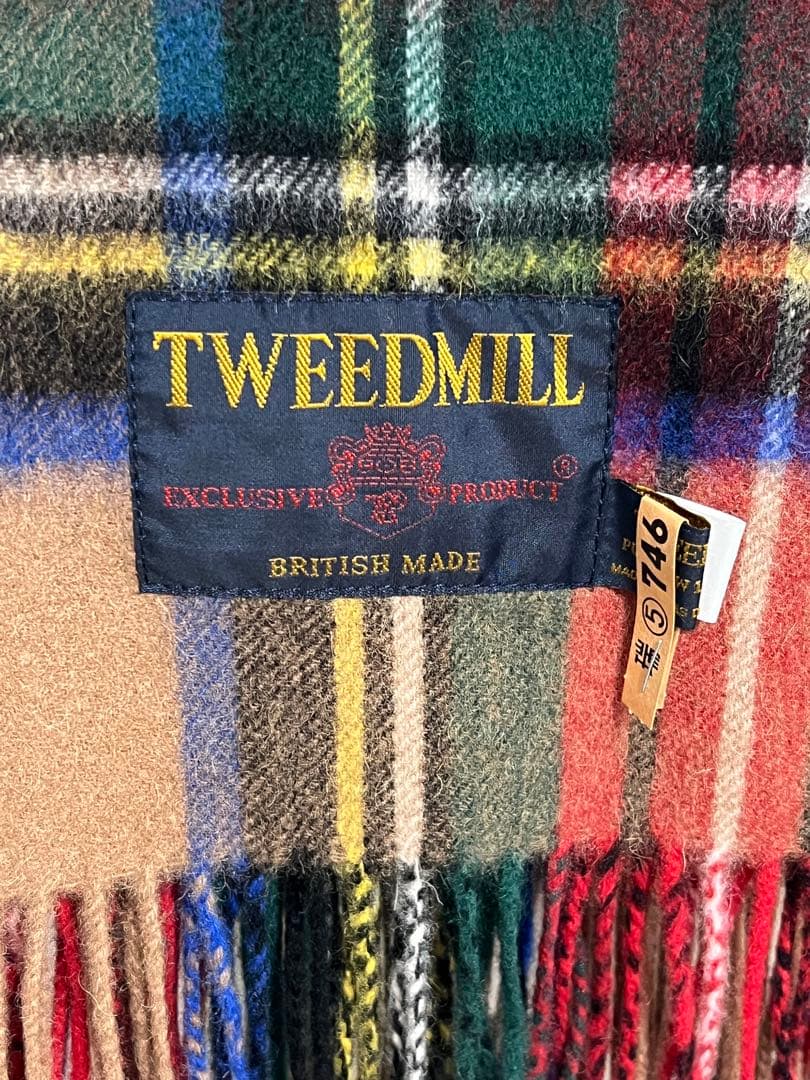 TWEEDMILL
EXCLUSIVE PRODUCT ®
BRITISH MADE
⑤ 746